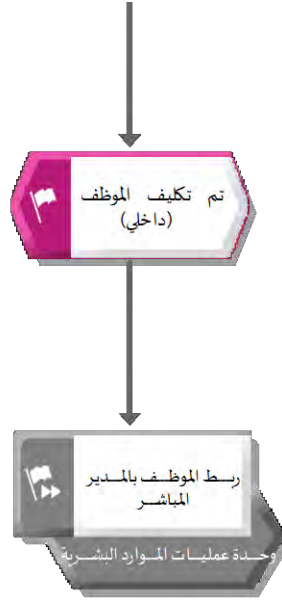 تم تكليف الموظف
(داخلي)
ربط الموظف بالمدير
المباشر
وحدة عمليات الموارد البشرية